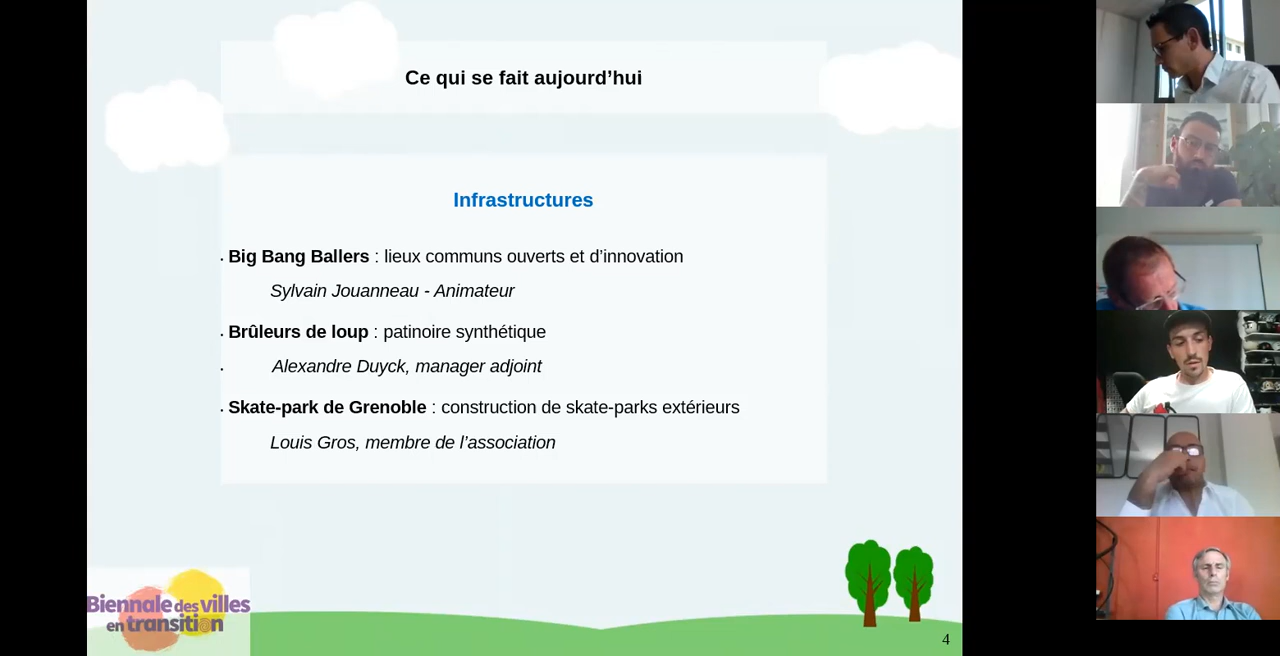 Ce qui se fait aujourd’hui
Infrastructures
• Big Bang Ballers : lieux communs ouverts et d’innovation
Sylvain Jouanneau - Animateur
• Brûleurs de loup : patinoire synthétique
• Alexandre Duyck, manager adjoint
• Skate-park de Grenoble : construction de skate-parks extérieurs
Louis Gros, membre de l’association
Biennale des villes
en transition
4